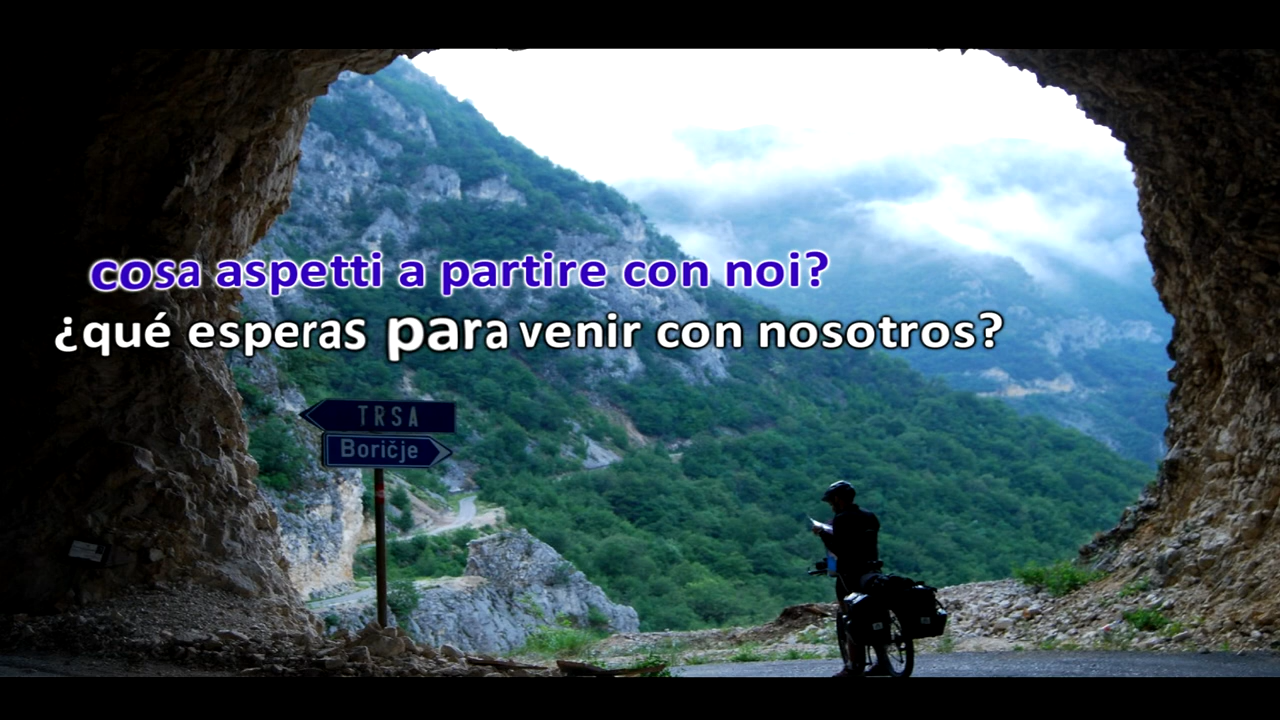 cosa aspetti a partire con noi?
¿qué esperas para venir con nosotros?
TRSA
Boričje